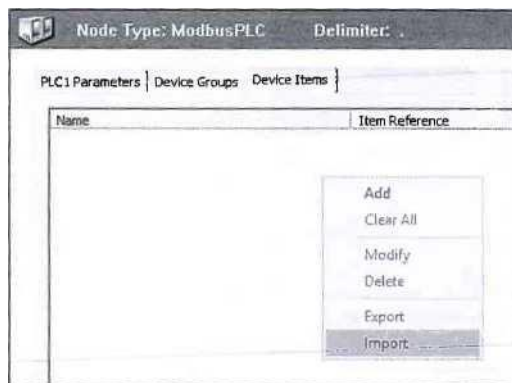 Node Type: ModbusPLC Delimiter: .
PLC1 Parameters Device Groups Device Items
Name Item Reference
Add
Clear All
Modify
Delete
Export
Import